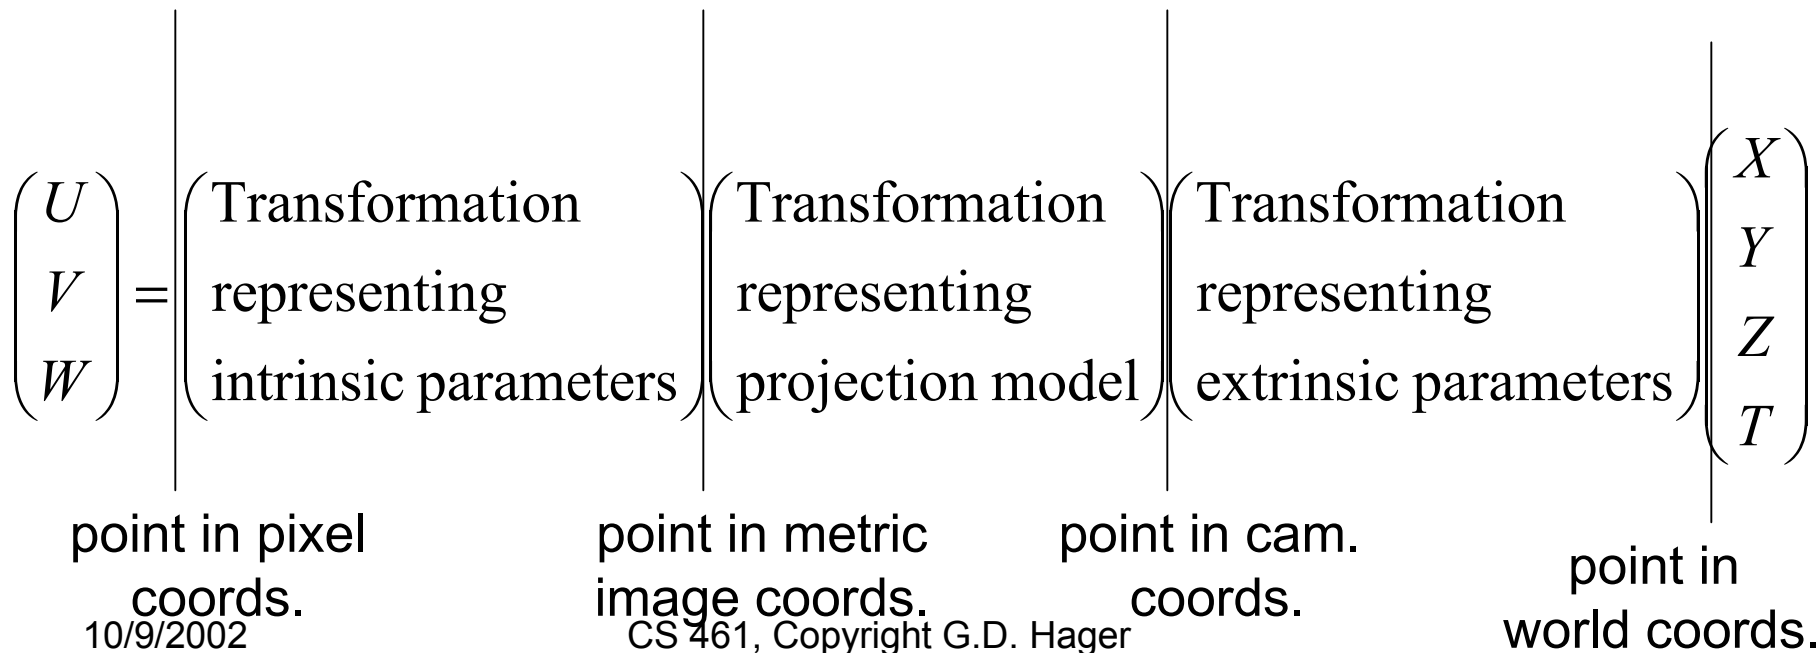 U
V
W
=
Transformation
representing
intrinsic parameters
Transformation
representing
projection model
Transformation
representing
extrinsic parameters
X
Y
Z
T
point in pixel
coords.
point in metric
image coords.
point in cam.
coords.
point in
world coords.
10/9/2002
CS 461, Copyright G.D. Hager